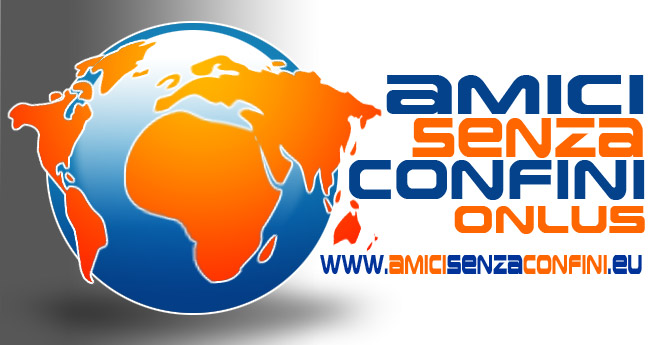 AMICI
SENZA
CONFINI
ONLUS
WWW.AMICISENZACONFINI.EU